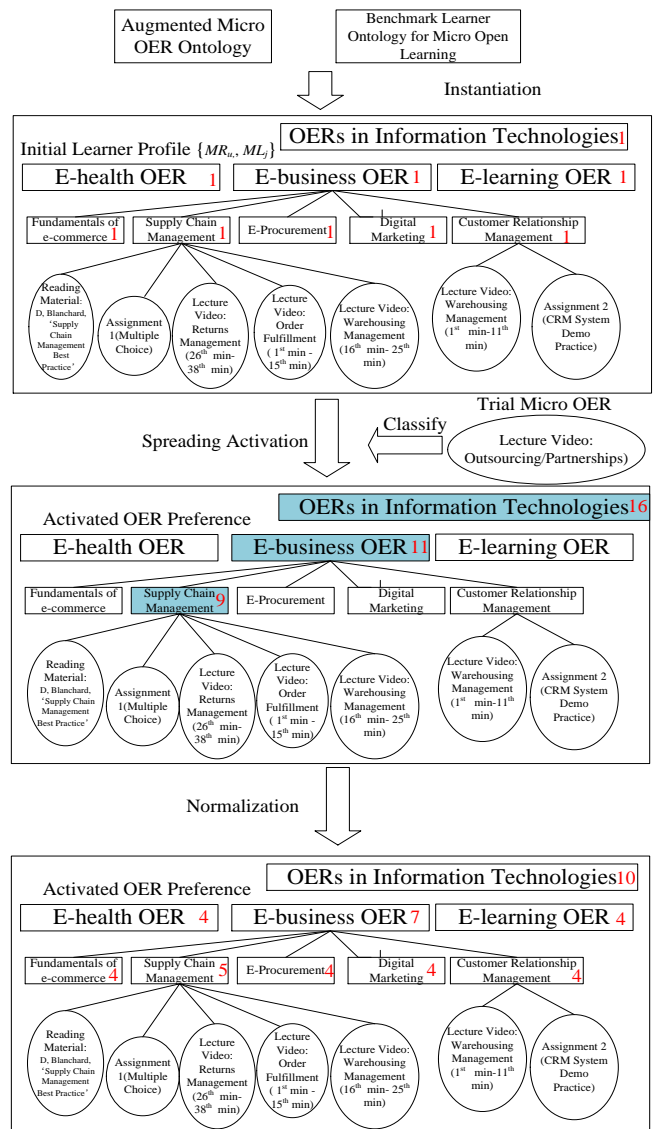 Augmented Micro
OER Ontology
Benchmark Learner
Ontology for Micro Open
Learning
Instantiation
OERs in Information Technologies 1
Initial Learner Profile {MRu, MLj}
E-health OER 1
E-business OER 1
E-learning OER 1
Fundamentals of
e-commerce 1
Supply Chain
Management 1
E-Procurement 1
Digital
Marketing 1
Customer Relationship
Management 1
Reading
Material:
D, Blanchard,
‘Supply
Chain
Management
Best
Practice’
Assignment
1(Multiple
Choice)
Lecture
Video:
Returns
Management
(26th min-
38th min)
Lecture
Video:
Order
Fulfillment
( 1st min -
15th min)
Lecture Video:
Warehousing
Management
(16th min- 25th
min)
Lecture Video:
Warehousing
Management
(1st min-11th
min)
Assignment 2
(CRM System
Demo
Practice)
Spreading Activation
Classify
Trial Micro OER
Lecture Video:
Outsourcing/Partnerships)
OERs in Information Technologies 16
Activated OER Preference
E-health OER
E-business OER 11
E-learning OER
Fundamentals of
e-commerce
Supply Chain
Management 9
E-Procurement
Digital
Marketing
Customer Relationship
Management
Reading
Material:
D, Blanchard,
‘Supply Chain
Management
Best Practice’
Assignment
1(Multiple
Choice)
Lecture
Video:
Returns
Management
(26th min-
38th min)
Lecture
Video:
Order
Fulfillment
( 1st min -
15th min)
Lecture Video:
Warehousing
Management
(16th min- 25th
min)
Lecture Video:
Warehousing
Management
(1st min-11th
min)
Assignment 2
(CRM System
Demo
Practice)
Normalization
OERs in Information Technologies 10
Activated OER Preference
E-health OER 4
E-business OER 7
E-learning OER 4
Fundamentals of
e-commerce 4
Supply Chain
Management 5
E-Procurement 4
Digital
Marketing 4
Customer Relationship
Management 4
Reading
Material:
D, Blanchard,
‘Supply Chain
Management
Best Practice’
Assignment
1(Multiple
Choice)
Lecture
Video:
Returns
Management
(26th min-
38th min)
Lecture
Video:
Order
Fulfillment
( 1st min -
15th min)
Lecture Video:
Warehousing
Management
(16th min- 25th
min)
Lecture Video:
Warehousing
Management
(1st min-11th
min)
Assignment 2
(CRM System
Demo
Practice)